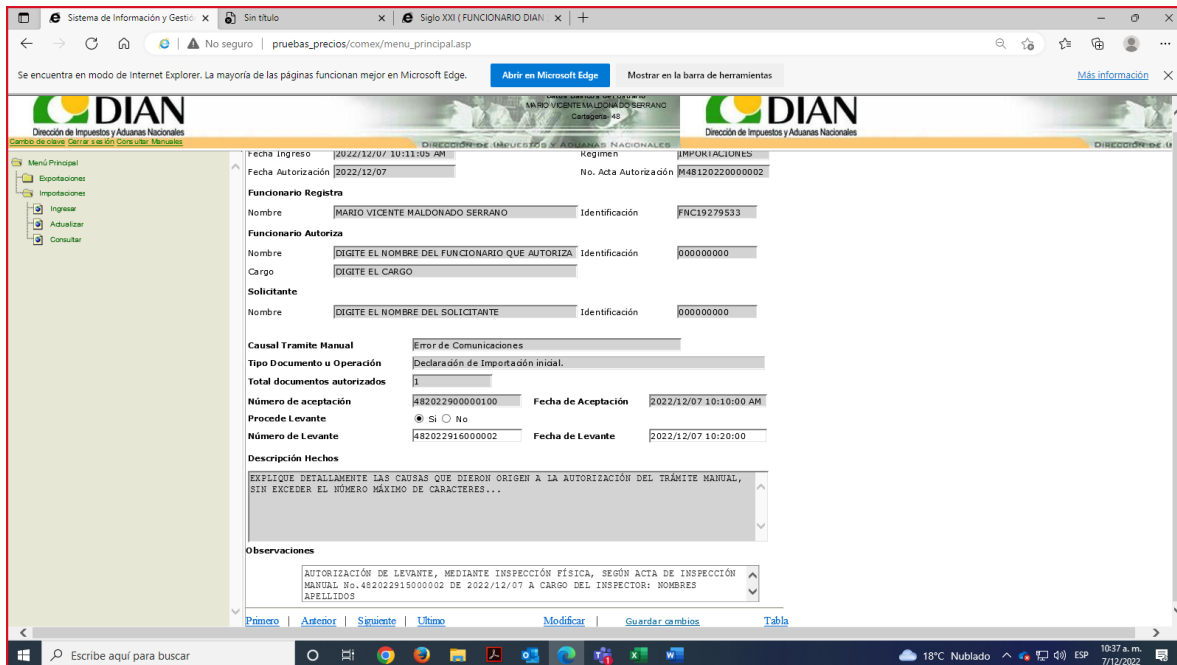 Sistema de Información y Gestió
Sin título
Siglo XXI ( FUNCIONARIO DIAN
No seguro | pruebas_precios/comex/menu_principal.asp
Se encuentra en modo de Internet Explorer. La mayoría de las páginas funcionan mejor en Microsoft Edge. Abrir en Microsoft Edge Mostrar en la barra de herramientas Más información
DIAN
Dirección de Impuestos y Aduanas Nacionales
MARIO VICENTE MALDONADO SERRANO
Cartagena- 48
DIAN
Dirección de Impuestos y Aduanas Nacionales
Cambio de clave Cerrar sesión Consultar Manuales
DIRECCIÓN DE IMPUESTOS Y ADUANAS NACIONALES
DIRECCIÓN DE
Menú Principal
Exportaciones
Importaciones
Ingresar
Actualizar
Consultar
Fecha Ingreso 2022/12/07 10:11:05 AM Regimen IMPORTACIONES
Fecha Autorización 2022/12/07 No. Acta Autorización M48120220000002
Funcionario Registra
Nombre MARIO VICENTE MALDONADO SERRANO Identificación FNC19279533
Funcionario Autoriza
Nombre DIGITE EL NOMBRE DEL FUNCIONARIO QUE AUTORIZA Identificación 000000000
Cargo DIGITE EL CARGO
Solicitante
Nombre DIGITE EL NOMBRE DEL SOLICITANTE Identificación 000000000
Causal Tramite Manual Error de Comunicaciones
Tipo Documento u Operación Declaración de Importación inicial.
Total documentos autorizados 1
Número de aceptación 482022900000100 Fecha de Aceptación 2022/12/07 10:10:00 AM
Procede Levante Si No
Número de Levante 482022916000002 Fecha de Levante 2022/12/07 10:20:00
Descripción Hechos
EXPLIQUE DETALLAMENTE LAS CAUSAS QUE DIERON ORIGEN A LA AUTORIZACIÓN DEL TRÁMITE MANUAL,
SIN EXCEDER EL NÚMERO MÁXIMO DE CARACTERES...
Observaciones
AUTORIZACIÓN DE LEVANTE, MEDIANTE INSPECCIÓN FÍSICA, SEGÚN ACTA DE INSPECCIÓN
MANUAL No.482022915000002 DE 2022/12/07 A CARGO DEL INSPECTOR: NOMBRES
APELLIDOS
Primero | Anterior | Siguiente | Ultimo Modificar | Guardar cambios Tabla
Escribe aquí para buscar
18°C Nublado
ESP
10:37 a. m.
7/12/2022